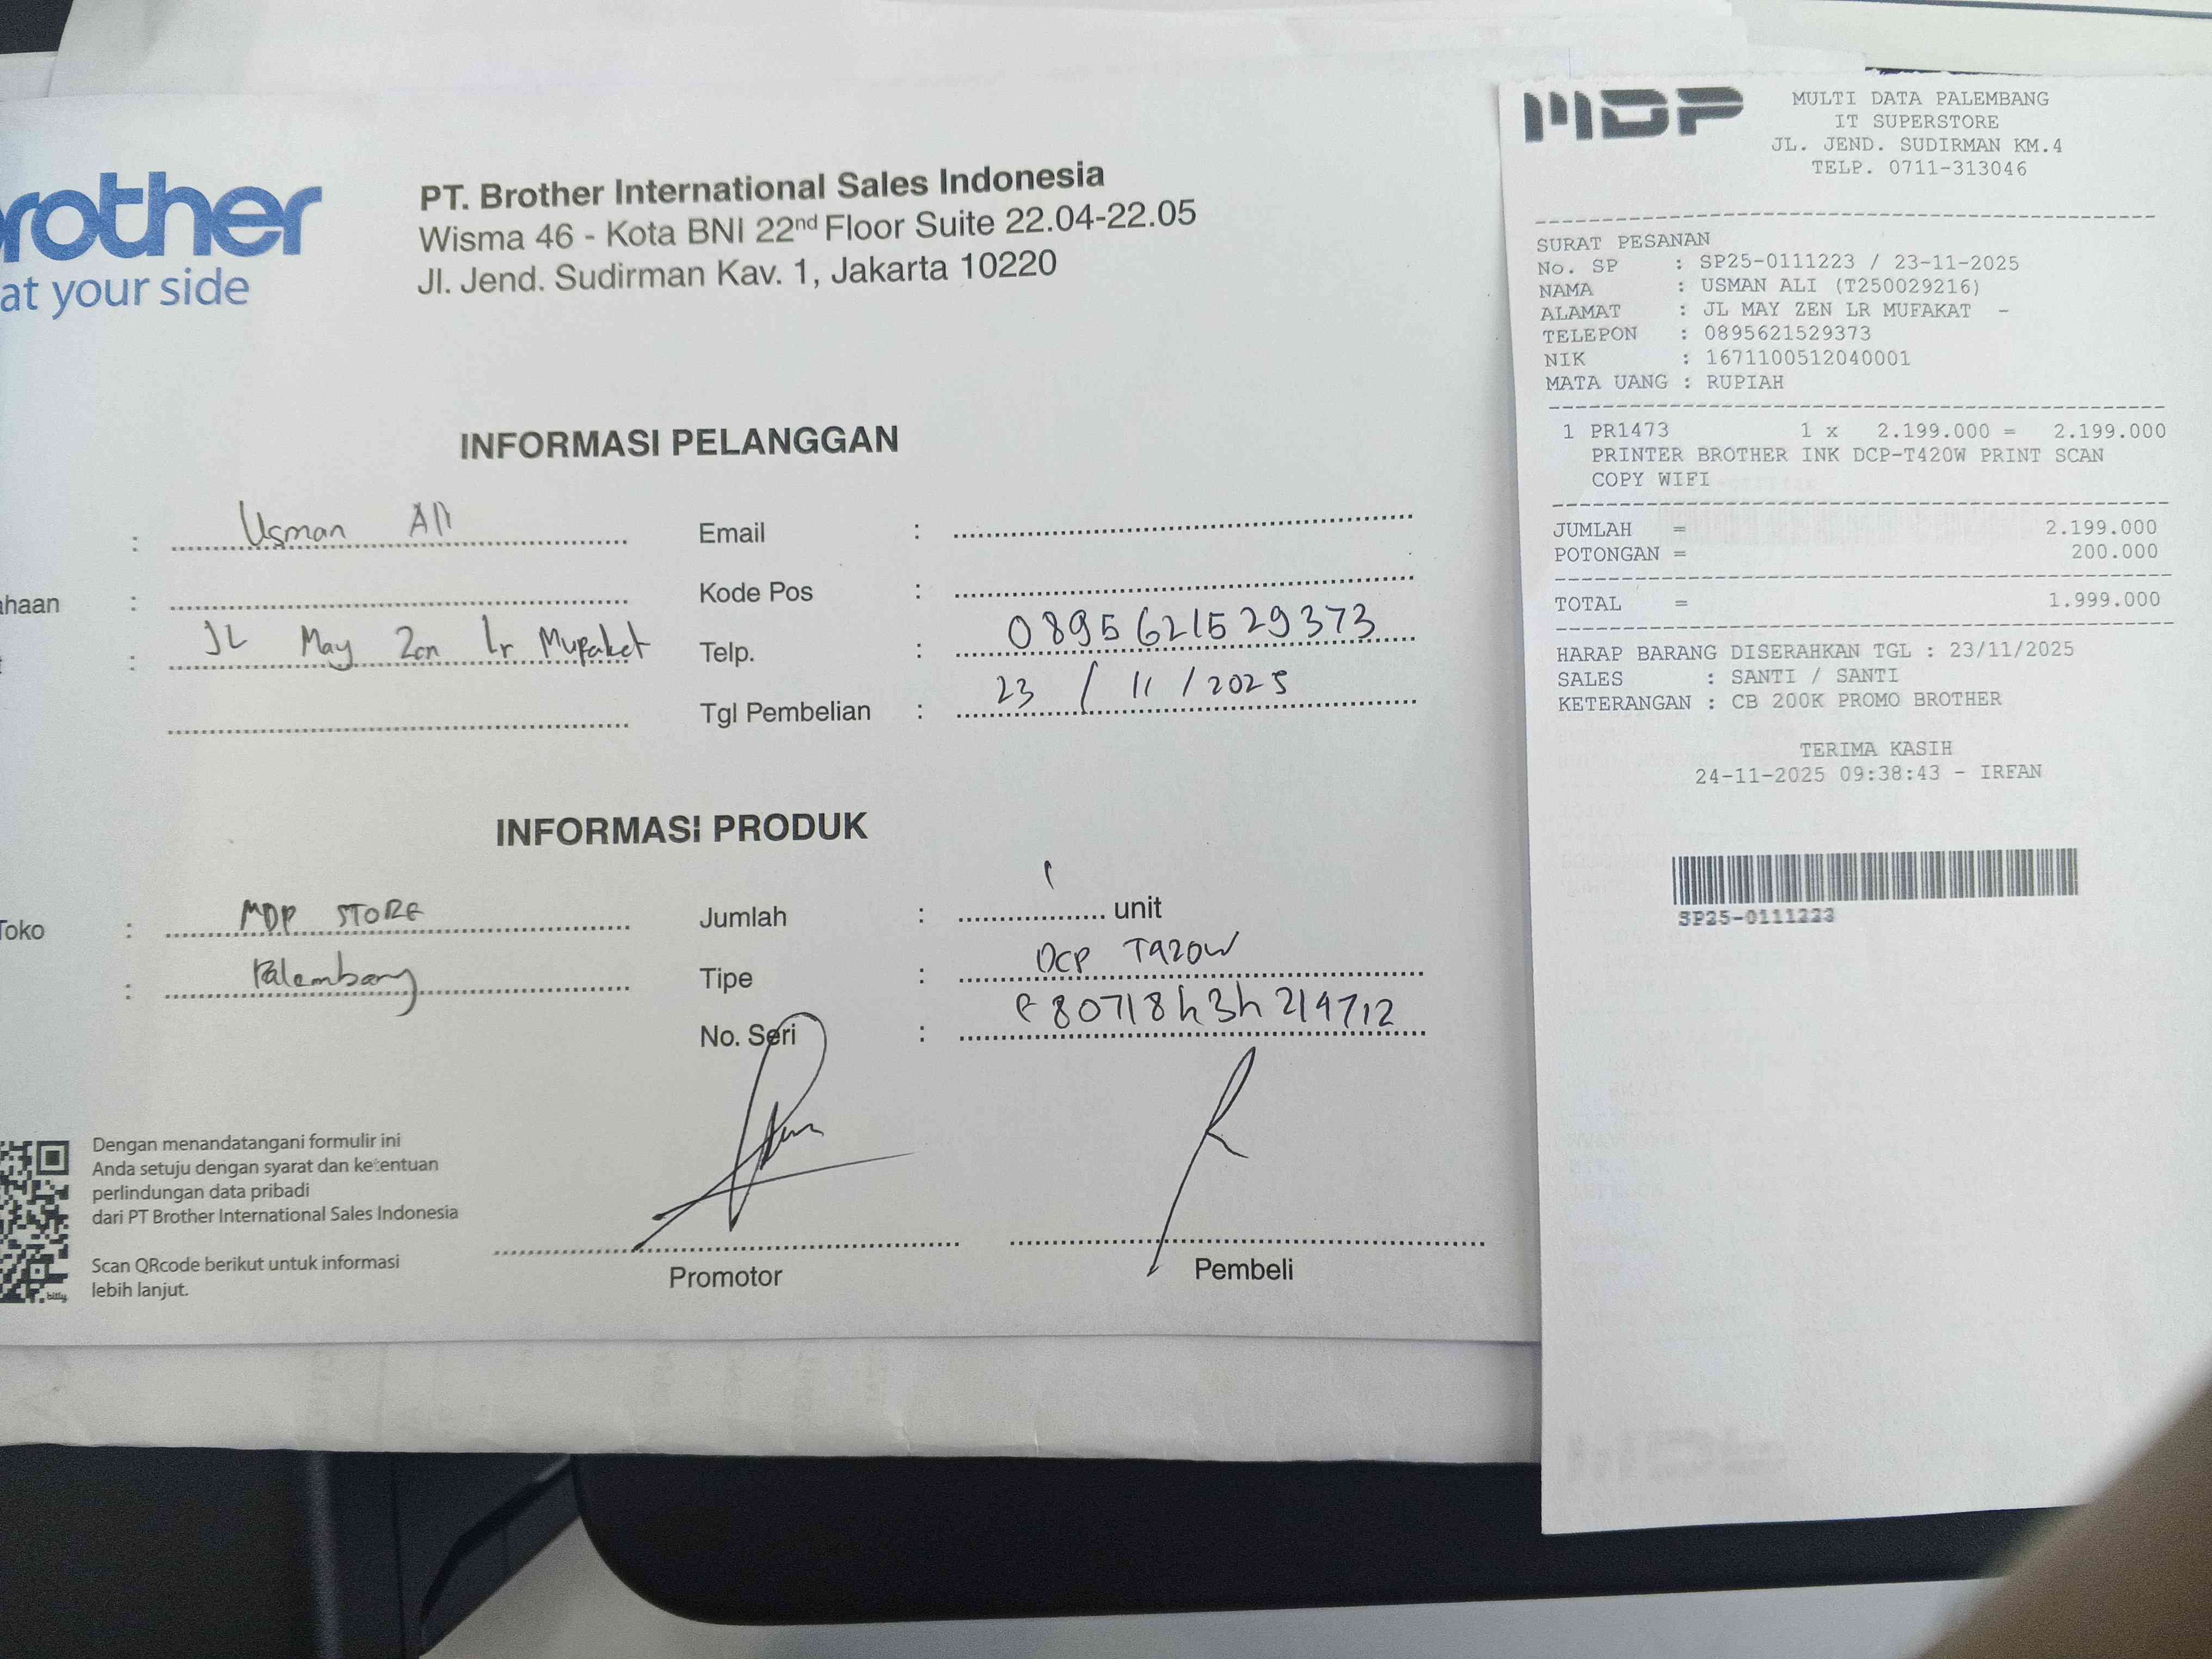 rother
at your side
PT. Brother International Sales Indonesia
Wisma 46 - Kota BNI 22nd Floor Suite 22.04-22.05
Jl. Jend. Sudirman Kav. 1, Jakarta 10220
INFORMASI PELANGGAN
: Usman Ali
Email :
ahaan :
Kode Pos :
: JL May Zen Lr Mupakat
Telp. : 0895621529373
Tgl Pembelian : 23 / 11 / 2025
INFORMASI PRODUK
Toko : MDP STORE
Jumlah : 1 unit
: Palembang
Tipe : DCP T420W
No. Seri : E80718h3h214712
Dengan menandatangani formulir ini
Anda setuju dengan syarat dan ketentuan
perlindungan data pribadi
dari PT Brother International Sales Indonesia
Scan QRcode berikut untuk informasi
lebih lanjut.
bitly
Promotor
Pembeli
MDP
MULTI DATA PALEMBANG
IT SUPERSTORE
JL. JEND. SUDIRMAN KM.4
TELP. 0711-313046
SURAT PESANAN
No. SP : SP25-0111223 / 23-11-2025
NAMA : USMAN ALI (T250029216)
ALAMAT : JL MAY ZEN LR MUFAKAT -
TELEPON : 0895621529373
NIK : 1671100512040001
MATA UANG : RUPIAH
1 PR1473 1 x 2.199.000 = 2.199.000
PRINTER BROTHER INK DCP-T420W PRINT SCAN
COPY WIFI
JUMLAH = 2.199.000
POTONGAN = 200.000
TOTAL = 1.999.000
HARAP BARANG DISERAHKAN TGL : 23/11/2025
SALES : SANTI / SANTI
KETERANGAN : CB 200K PROMO BROTHER
TERIMA KASIH
24-11-2025 09:38:43 - IRFAN
SP25-0111223